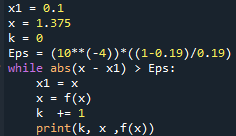 x1 = 0.1
x = 1.375
k = 0
Eps = (10**(-4))*((1-0.19)/0.19)
while abs(x - x1) > Eps:
    x1 = x
    x = f(x)
    k  += 1
    print(k, x ,f(x))